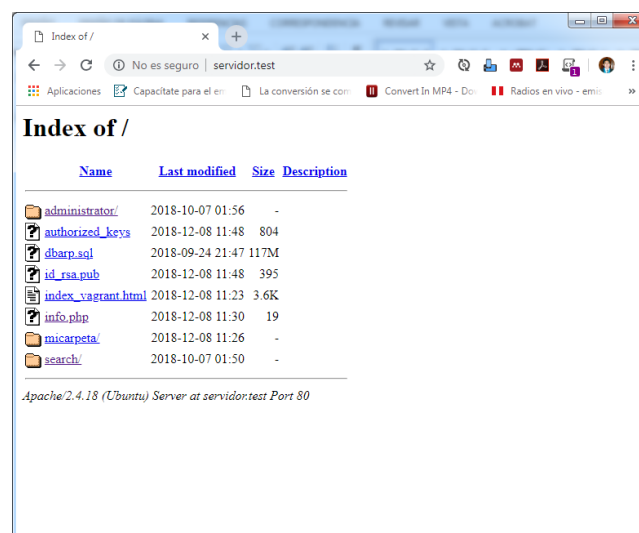 Index of /
No es seguro | servidor.test
Aplicaciones Capacítate para el en La conversión se con Convert In MP4 - Do Radios en vivo - emis »
Index of /
Name Last modified Size Description
administrator/ 2018-10-07 01:56 -
authorized_keys 2018-12-08 11:48 804
dbarp.sql 2018-09-24 21:47 117M
id_rsa.pub 2018-12-08 11:48 395
index_vagrant.html 2018-12-08 11:23 3.6K
info.php 2018-12-08 11:30 19
micarpeta/ 2018-12-08 11:26 -
search/ 2018-10-07 01:50 -
Apache/2.4.18 (Ubuntu) Server at servidor.test Port 80